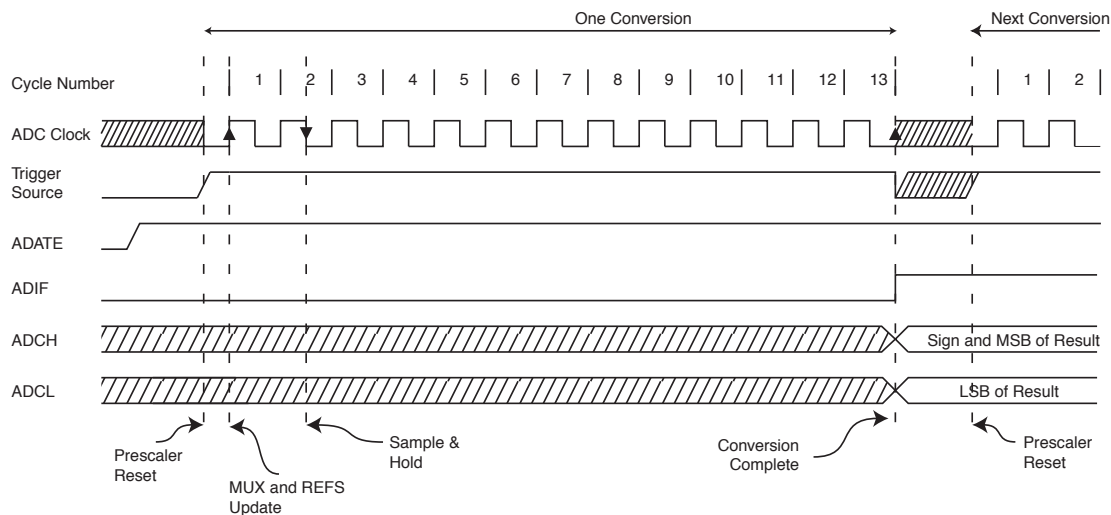 One Conversion
Next Conversion
Cycle Number
1 2 3 4 5 6 7 8 9 10 11 12 13 1 2
ADC Clock
Trigger
Source
ADATE
ADIF
ADCH
Sign and MSB of Result
ADCL
LSB of Result
Prescaler
Reset
MUX and REFS
Update
Sample &
Hold
Conversion
Complete
Prescaler
Reset